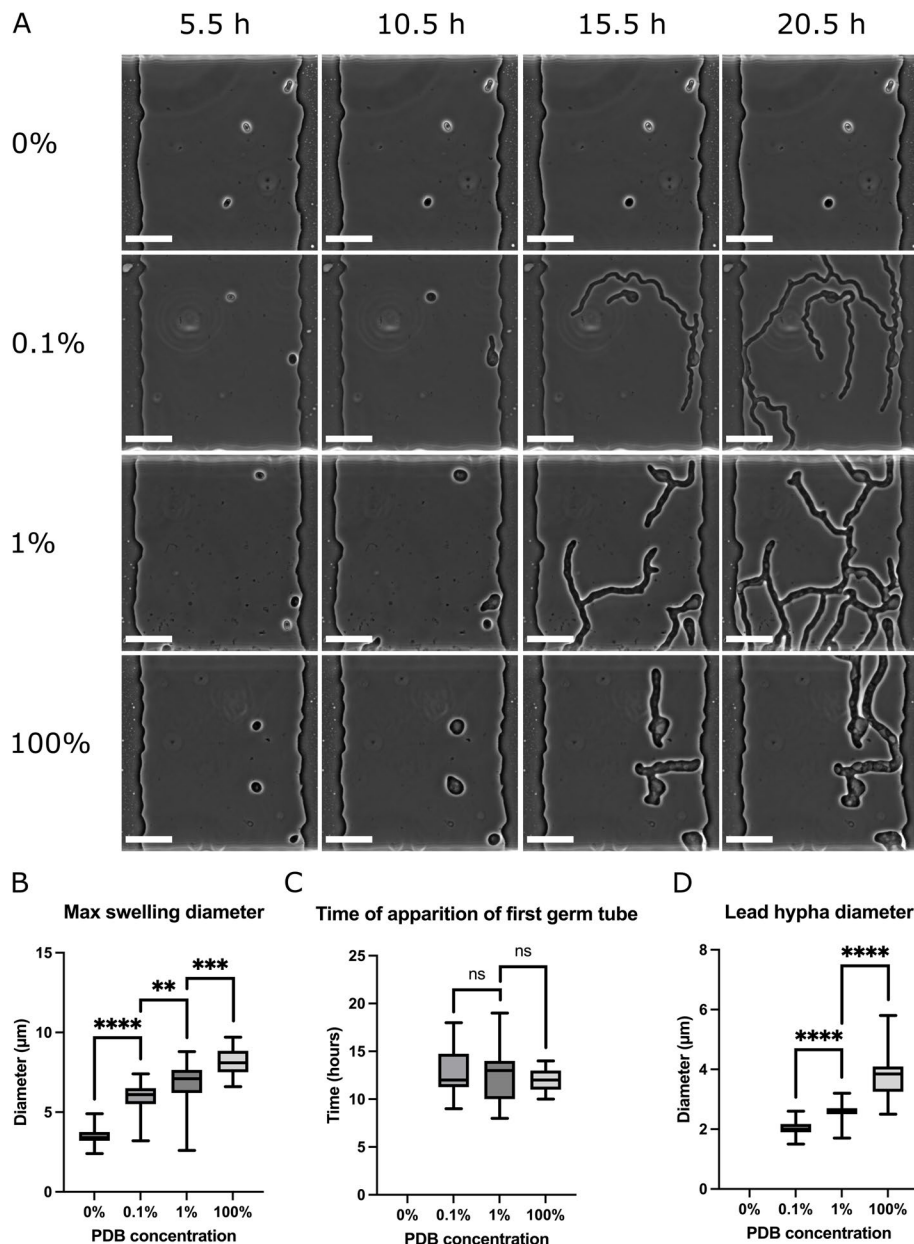 A
5.5 h 10.5 h 15.5 h 20.5 h
0%
0.1%
1%
100%
B
Max swelling diameter
Diameter (µm)
15
10
5
0
**** ** ***
0% 0.1% 1% 100%
PDB concentration
C
Time of apparition of first germ tube
Time (hours)
25
20
15
10
5
0
ns ns
0% 0.1% 1% 100%
PDB concentration
D
Lead hypha diameter
Diameter (µm)
8
6
4
2
0
**** ****
0% 0.1% 1% 100%
PDB concentration